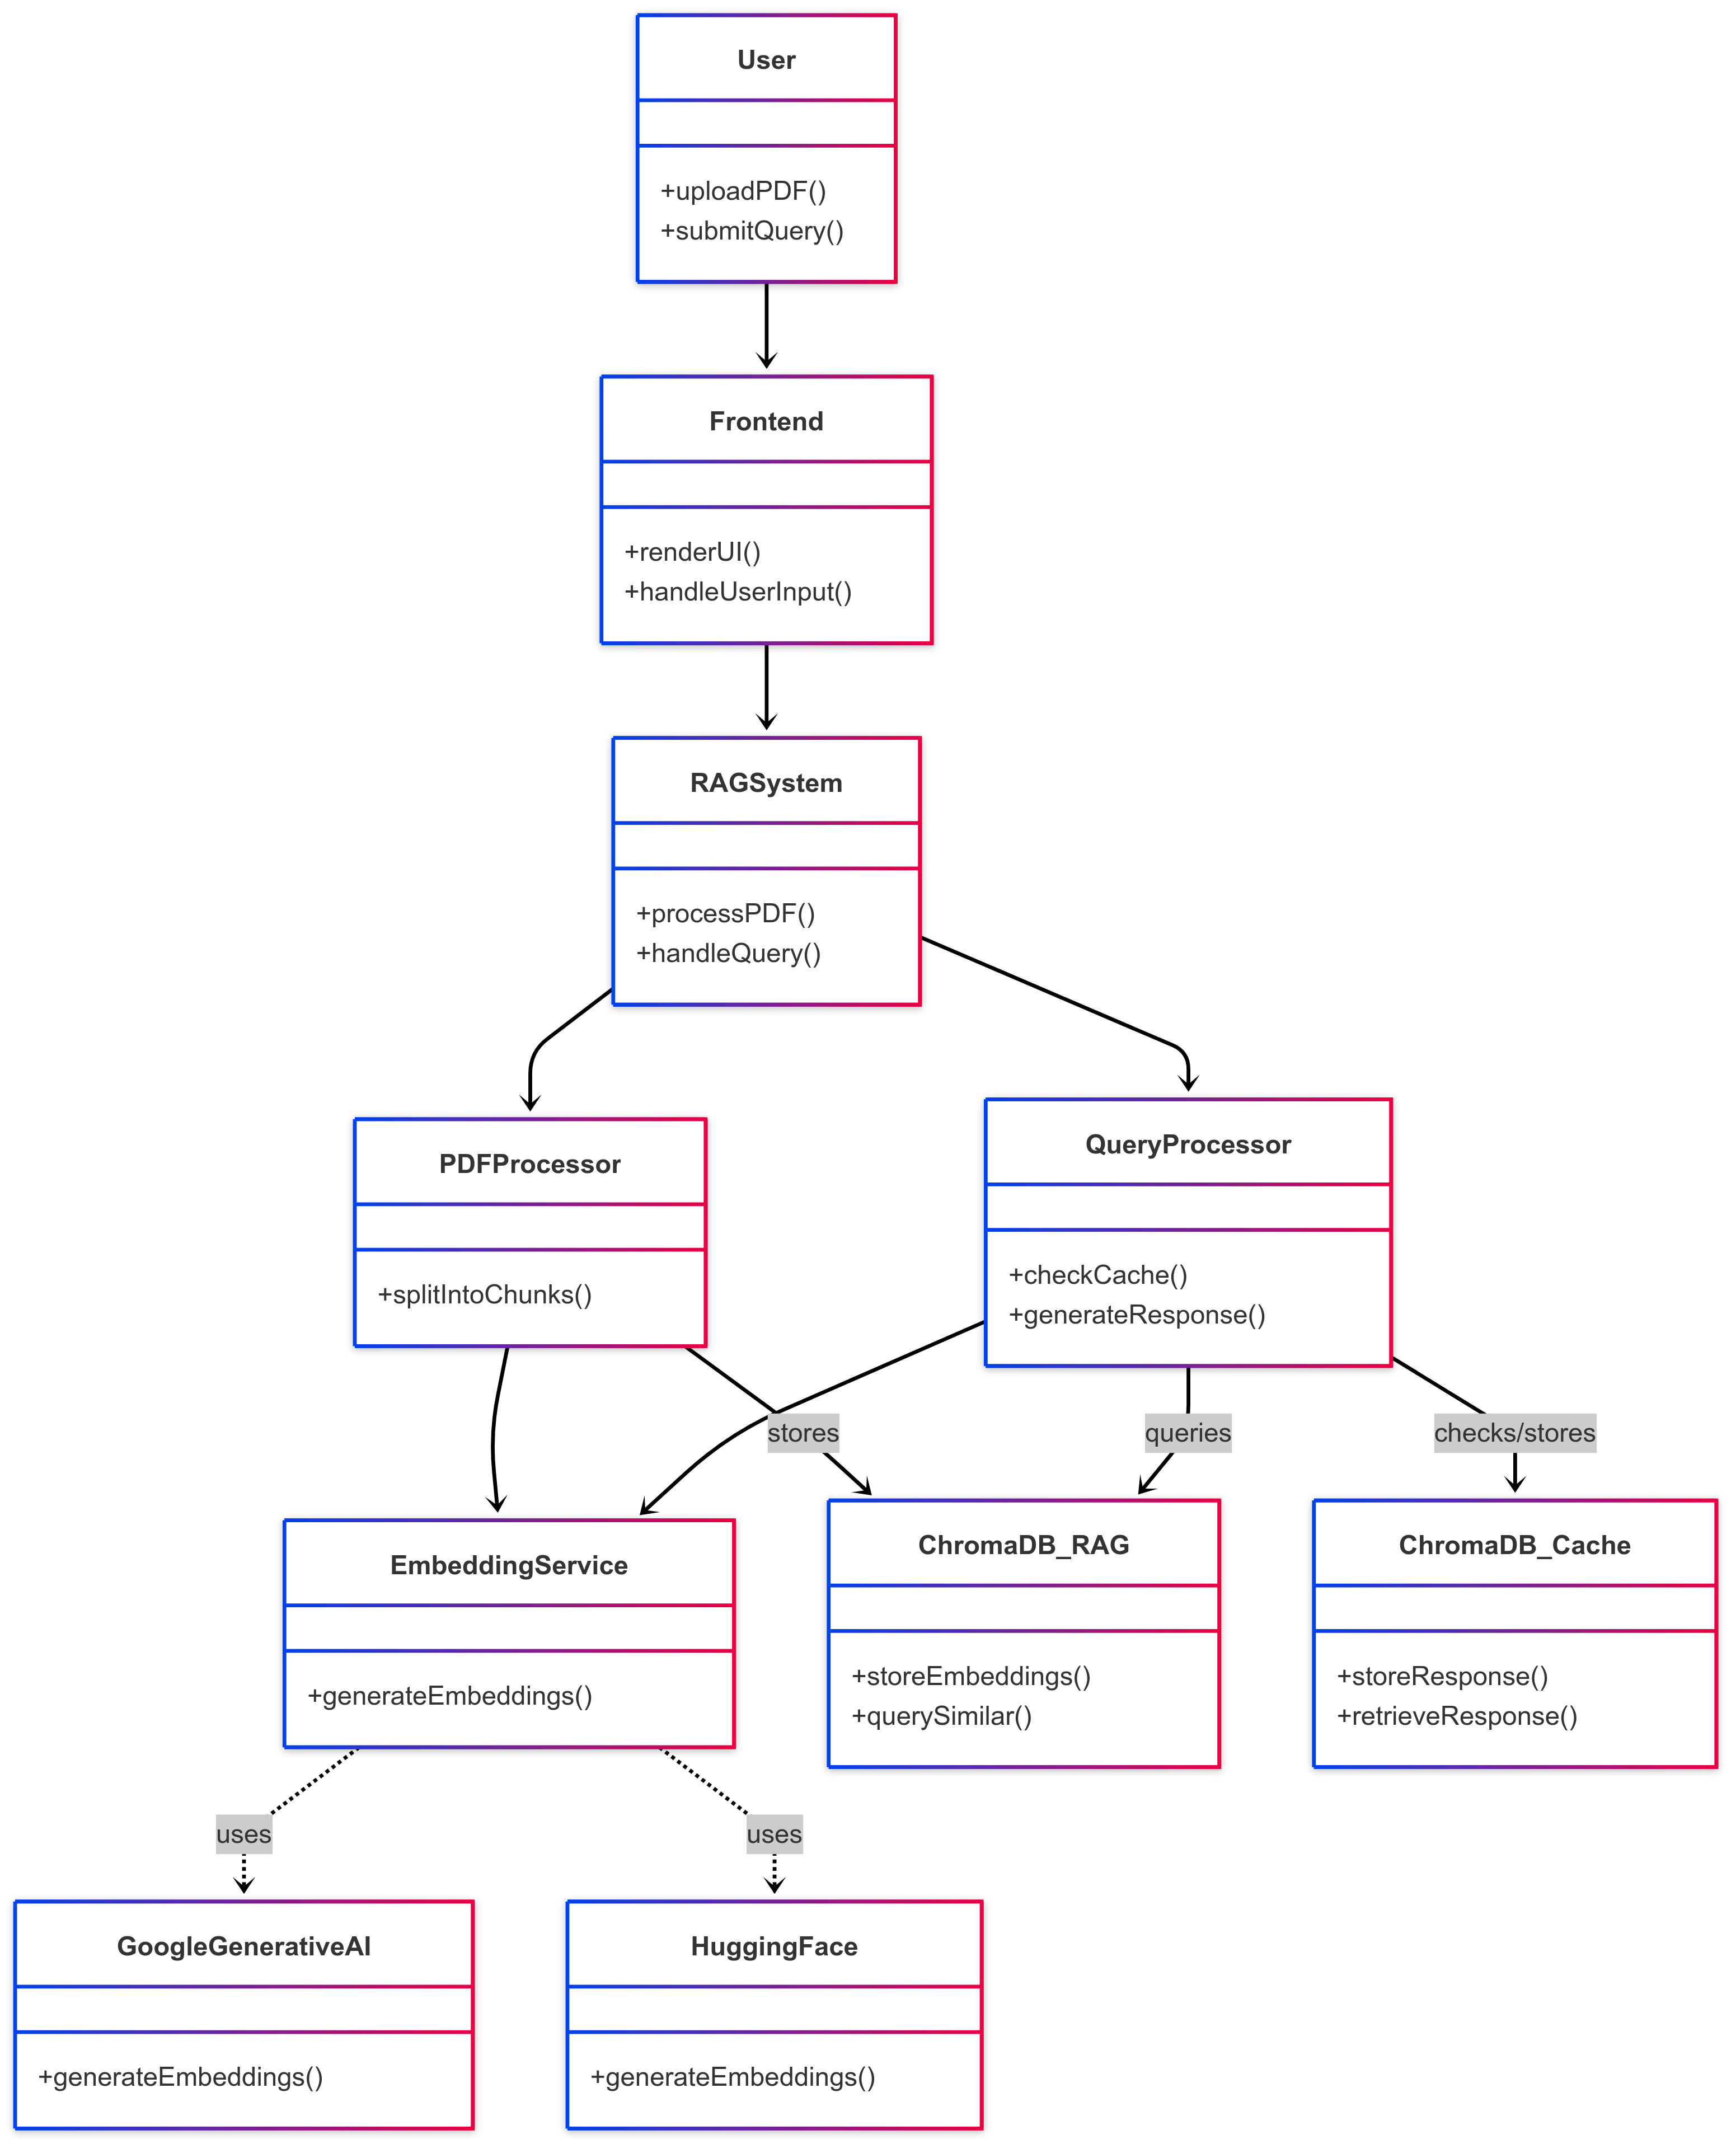 User
+uploadPDF()
+submitQuery()
Frontend
+renderUI()
+handleUserInput()
RAGSystem
+processPDF()
+handleQuery()
PDFProcessor
+splitIntoChunks()
QueryProcessor
+checkCache()
+generateResponse()
stores
queries
checks/stores
EmbeddingService
+generateEmbeddings()
ChromaDB_RAG
+storeEmbeddings()
+querySimilar()
ChromaDB_Cache
+storeResponse()
+retrieveResponse()
uses
uses
GoogleGenerativeAI
+generateEmbeddings()
HuggingFace
+generateEmbeddings()